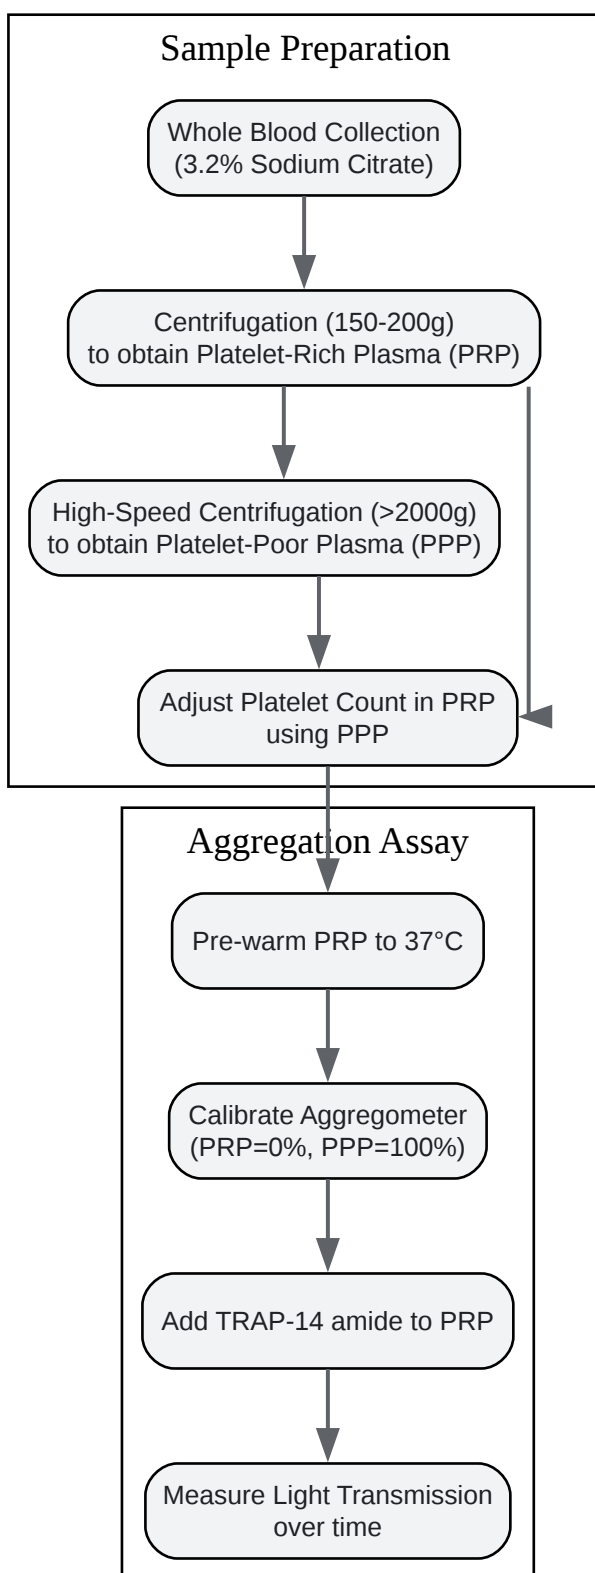 Sample Preparation
Whole Blood Collection
(3.2% Sodium Citrate)
Centrifugation (150-200g)
to obtain Platelet-Rich Plasma (PRP)
High-Speed Centrifugation (>2000g)
to obtain Platelet-Poor Plasma (PPP)
Adjust Platelet Count in PRP
using PPP
Aggregation Assay
Pre-warm PRP to 37°C
Calibrate Aggregometer
(PRP=0%, PPP=100%)
Add TRAP-14 amide to PRP
Measure Light Transmission
over time